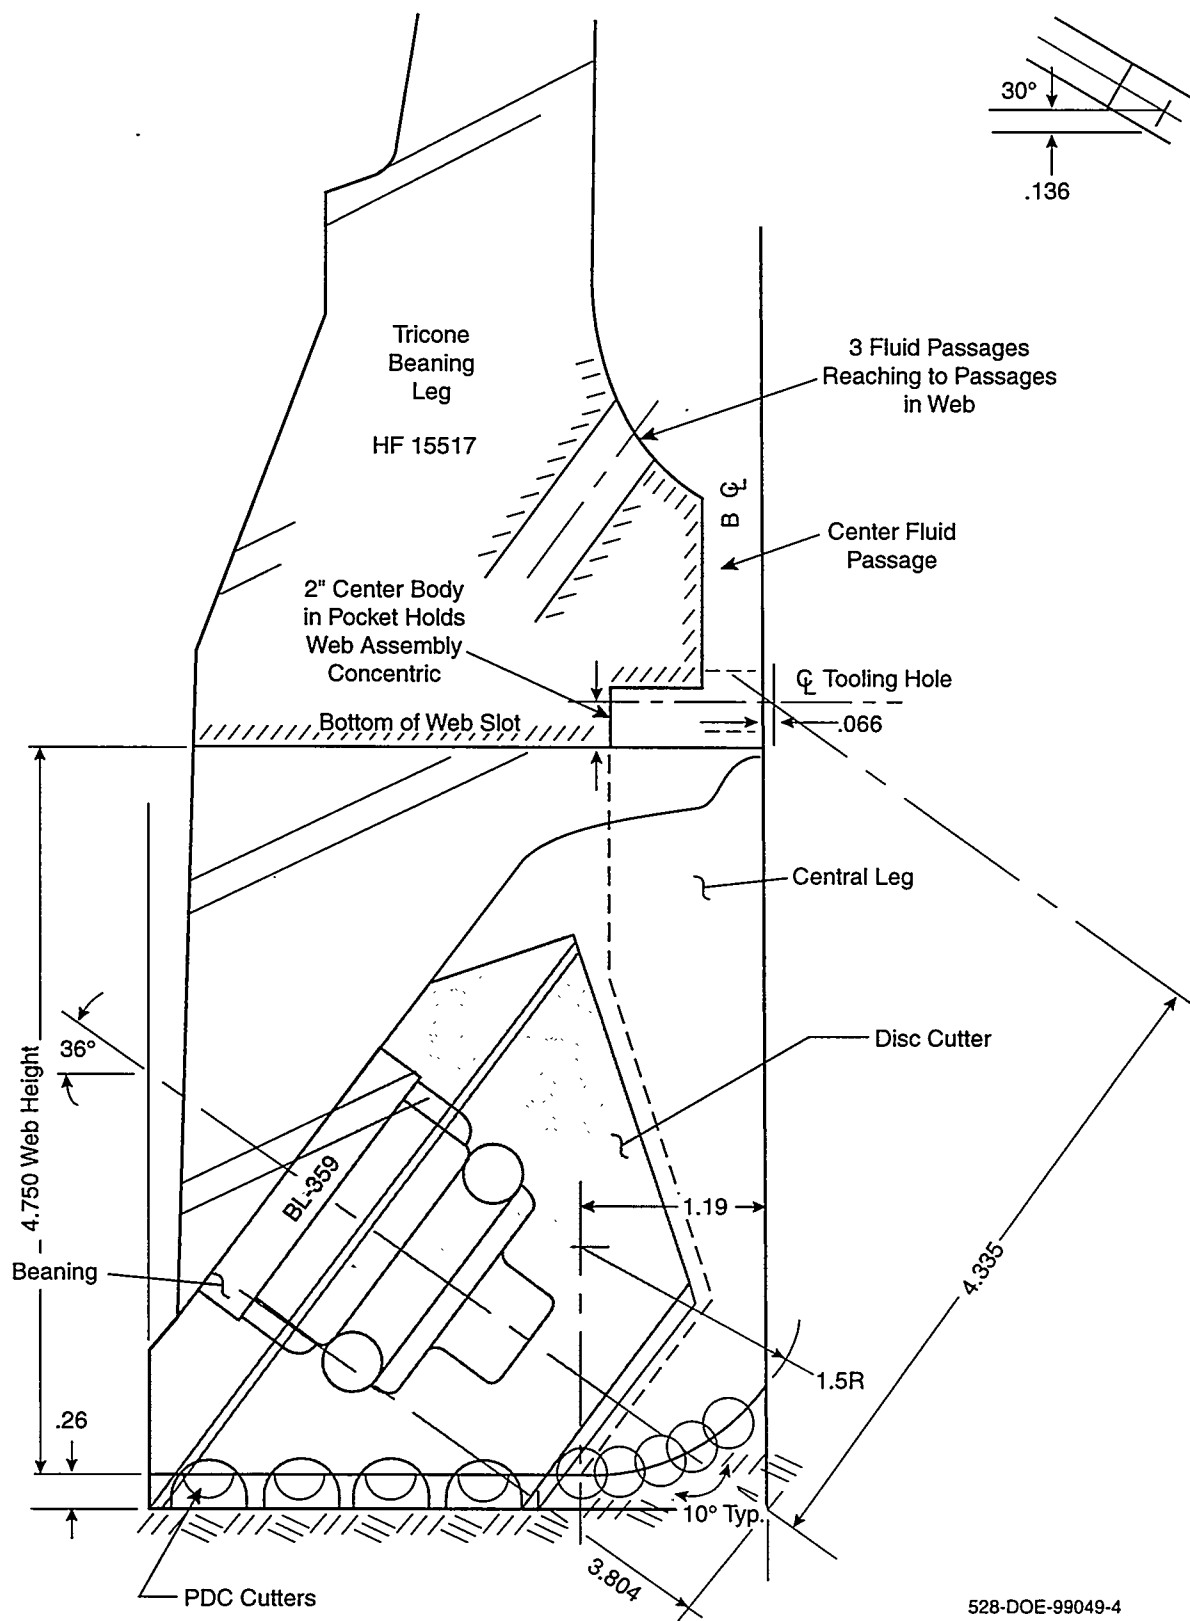 30°
.136
Tricone
Beaning
Leg
HF 15517
3 Fluid Passages
Reaching to Passages
in Web
B ℄
Center Fluid
Passage
2" Center Body
in Pocket Holds
Web Assembly
Concentric
℄ Tooling Hole
Bottom of Web Slot
.066
Central Leg
36°
4.750 Web Height
Disc Cutter
BL-359
1.19
Beaning
4.335
1.5R
.26
10° Typ.
3.804
PDC Cutters
528-DOE-99049-4